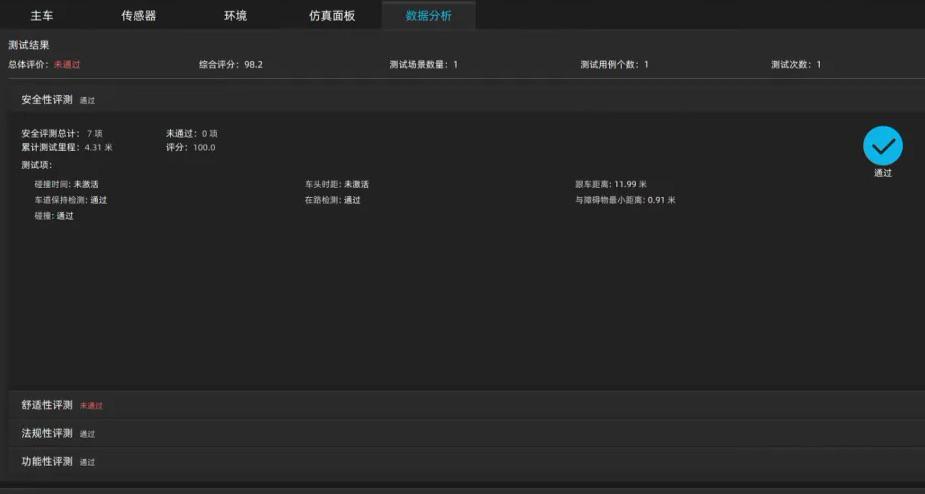 主车 传感器 环境 仿真面板 数据分析
测试结果
总体评价：未通过 综合评分：98.2 测试场景数量：1 测试用例个数：1 测试次数：1
安全性评测 通过
安全评测总计： 7 项 未通过：0 项
累计测试里程：4.31 米 评分：100.0
通过
测试项：
碰撞时间: 未激活 车头时距: 未激活 跟车距离: 11.99 米
车道保持检测: 通过 在路检测: 通过 与障碍物最小距离: 0.91 米
碰撞: 通过
舒适性评测 未通过
法规性评测 通过
功能性评测 通过